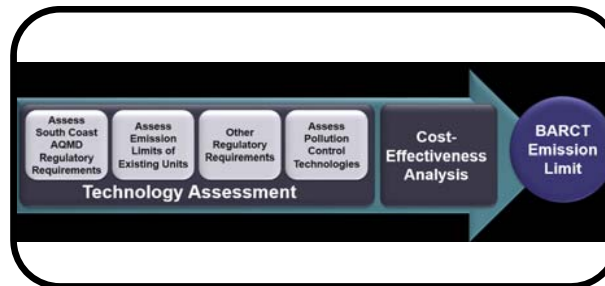 Assess
South Coast
AQMD
Regulatory
Requirements
Assess
Emission
Limits of
Existing Units
Other
Regulatory
Requirements
Assess
Pollution
Control
Technologies
Technology Assessment
Cost-
Effectiveness
Analysis
BARCT
Emission
Limit